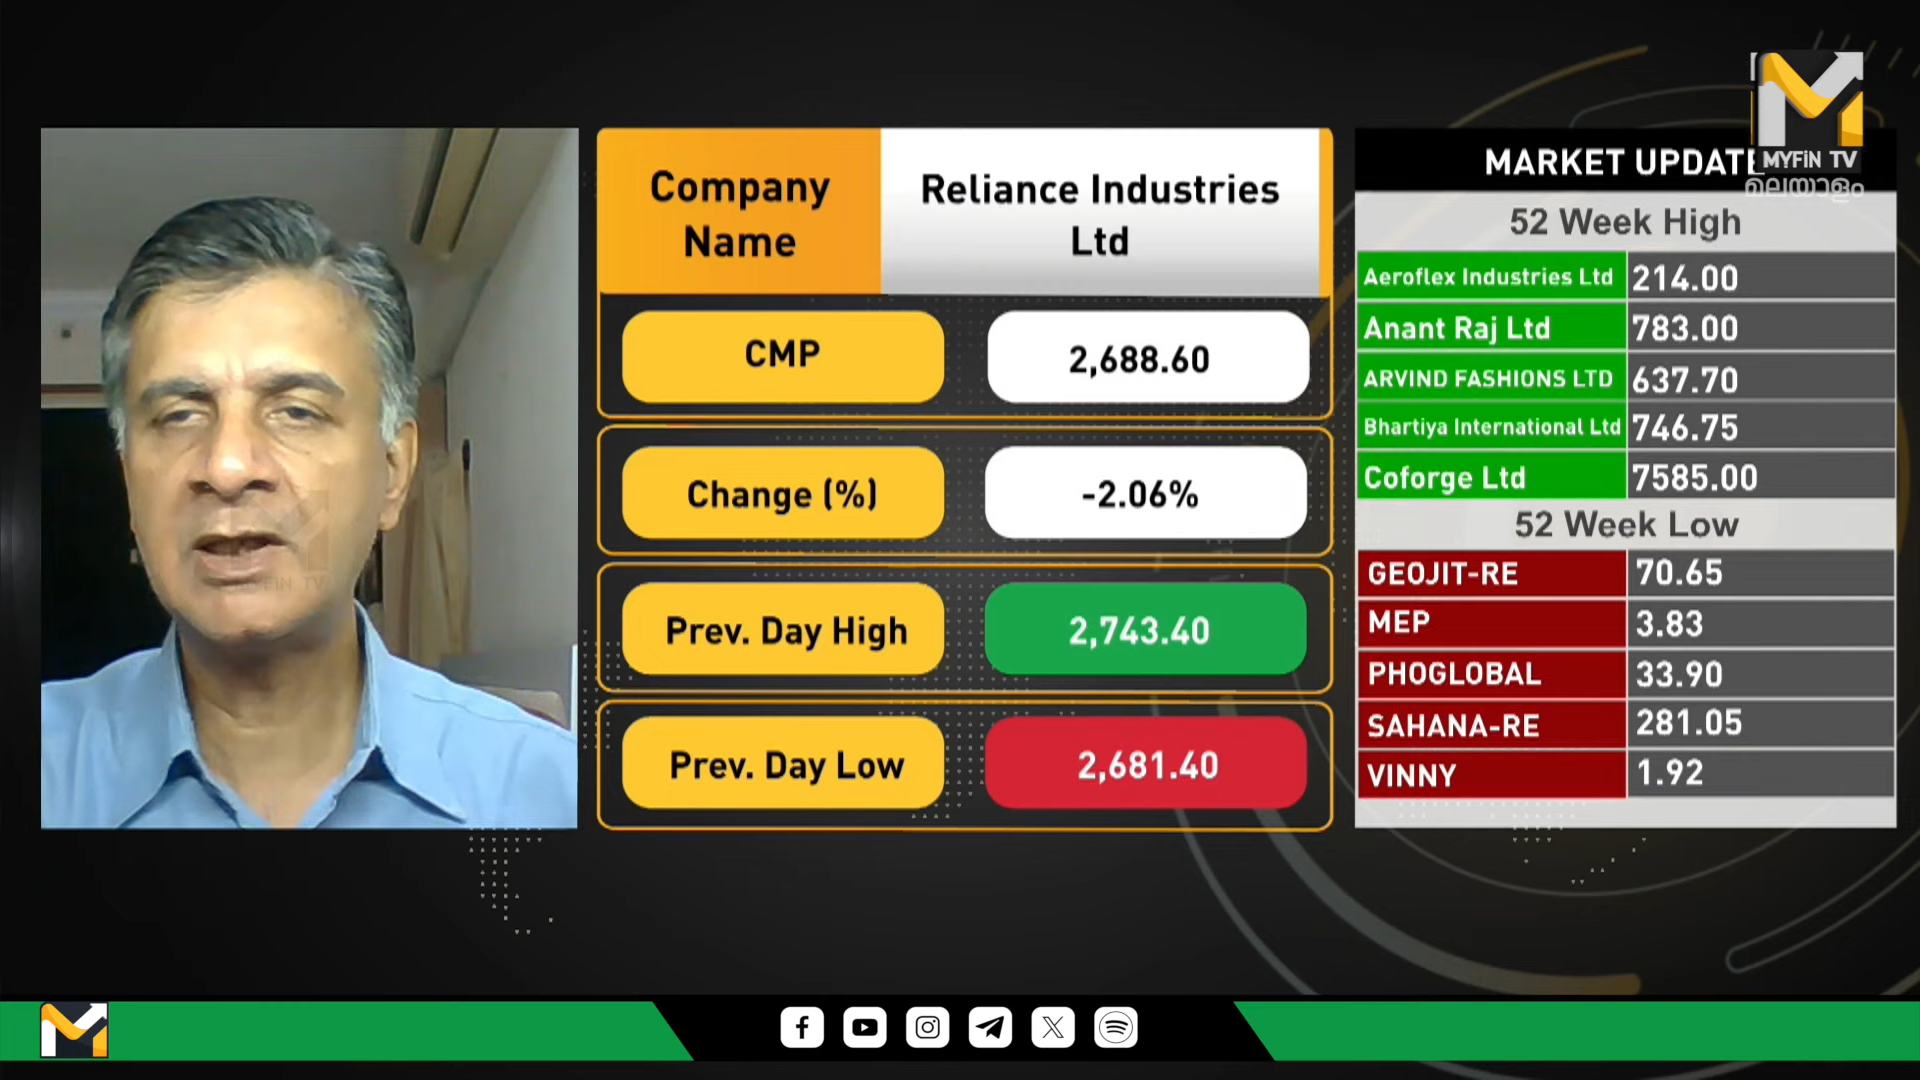 Company
Name
Reliance Industries
Ltd
CMP
2,688.60
Change (%)
-2.06%
Prev. Day High
2,743.40
Prev. Day Low
2,681.40
MYFiN TV
മലയാളം
MARKET UPDATE
52 Week High
Aeroflex Industries Ltd 214.00
Anant Raj Ltd 783.00
ARVIND FASHIONS LTD 637.70
Bhartiya International Ltd 746.75
Coforge Ltd 7585.00
52 Week Low
GEOJIT-RE 70.65
MEP 3.83
PHOGLOBAL 33.90
SAHANA-RE 281.05
VINNY 1.92